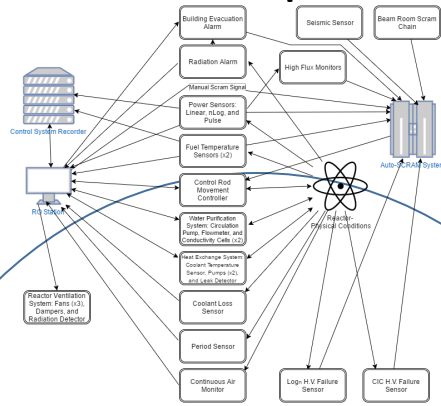 Building Evacuation
Alarm
Seismic Sensor
Beam Room Scram
Chain
Radiation Alarm
High Flux Monitors
Manual Scram Signal
Power Sensors:
Linear, nLog, and
Pulse
Control System Recorder
Fuel Temperature
Sensors (x2)
Auto-SCRAM System
Control Rod
Movement
Controller
RO Station
Reactor-
Physical Conditions
Water Purification
System: Circulation
Pump, Flowmeter, and
Conductivity Cells (x2)
Heat Exchange System:
Coolant Temperature
Sensor, Pumps (x2),
and Leak Detector
Reactor Ventilation
System: Fans (x3),
Dampers, and
Radiation Detector
Coolant Loss
Sensor
Period Sensor
Continuous Air
Monitor
Logn H.V. Failure
Sensor
CIC H.V. Failure
Sensor